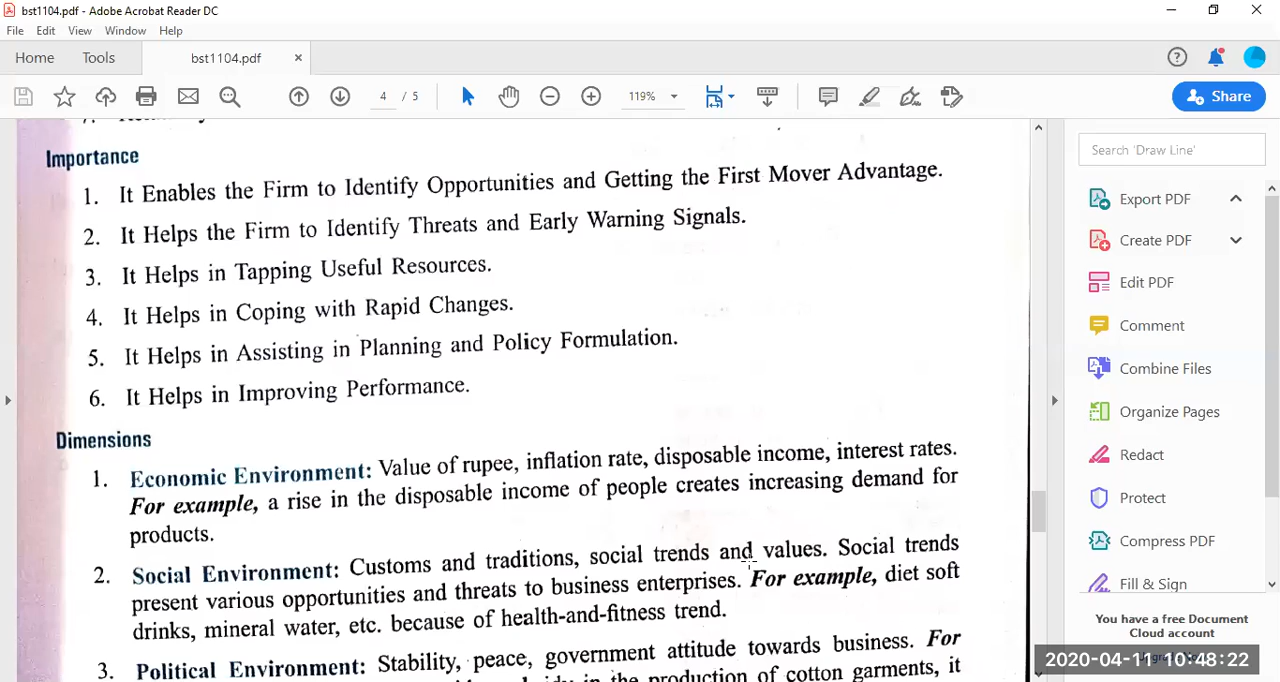 bst1104.pdf - Adobe Acrobat Reader DC
File Edit View Window Help
Home Tools bst1104.pdf ×
4 / 5 119% Share
Importance
1. It Enables the Firm to Identify Opportunities and Getting the First Mover Advantage.
2. It Helps the Firm to Identify Threats and Early Warning Signals.
3. It Helps in Tapping Useful Resources.
4. It Helps in Coping with Rapid Changes.
5. It Helps in Assisting in Planning and Policy Formulation.
6. It Helps in Improving Performance.
Dimensions
1. Economic Environment: Value of rupee, inflation rate, disposable income, interest rates.
For example, a rise in the disposable income of people creates increasing demand for
products.
2. Social Environment: Customs and traditions, social trends and values. Social trends
present various opportunities and threats to business enterprises. For example, diet soft
drinks, mineral water, etc. because of health-and-fitness trend.
3. Political Environment: Stability, peace, government attitude towards business. For
in the production of cotton garments, it
Search 'Draw Line'
Export PDF
Create PDF
Edit PDF
Comment
Combine Files
Organize Pages
Redact
Protect
Compress PDF
Fill & Sign
You have a free Document
Cloud account
2020-04-11 10:48:22